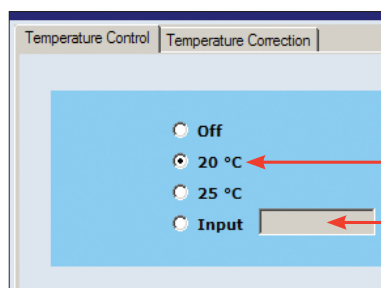 Temperature Control Temperature Correction
Off
20 °C
25 °C
Input